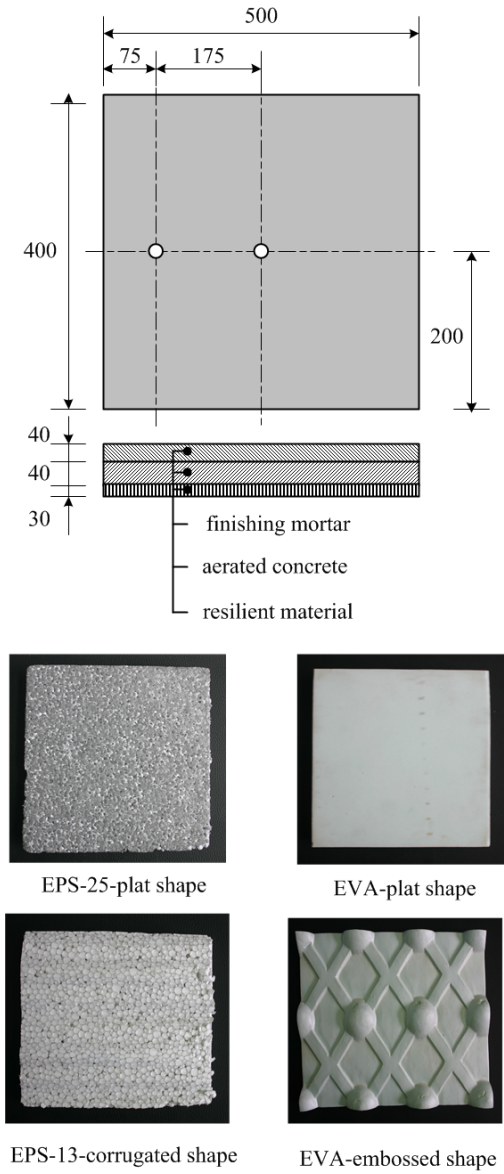 500
75
175
400
200
40
40
30
finishing mortar
aerated concrete
resilient material
EPS-25-plat shape
EVA-plat shape
EPS-13-corrugated shape
EVA-embossed shape